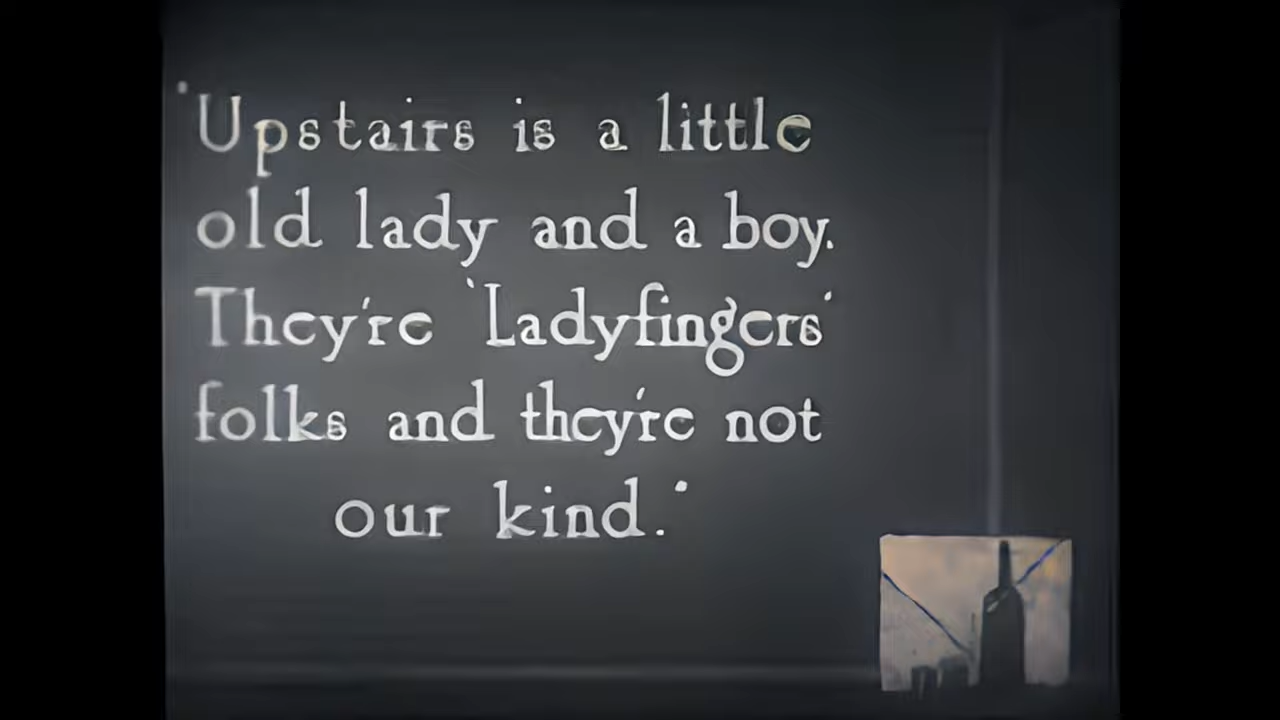 "Upstairs is a little
old lady and a boy.
They're 'Ladyfingers'
folks and they're not
our kind."